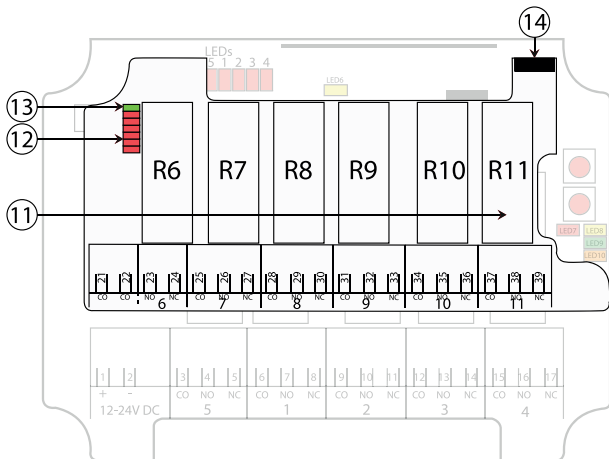 14
LEDs
5 1 2 3 4
LED6
13
12
R6 R7 R8 R9 R10 R11
11
LED7 LED8
LED9
LED10
21 22 23 24 25 26 27 28 29 30 31 32 33 34 35 36 37 38 39
CO CO NO NC CO NO NC CO NO NC CO NO NC CO NO NC CO NO NC
6 7 8 9 10 11
1 2 3 4 5 6 7 8 9 10 11 12 13 14 15 16 17
+ - CO NO NC CO NO NC CO NO NC CO NO NC CO NO NC
12-24V DC 5 1 2 3 4